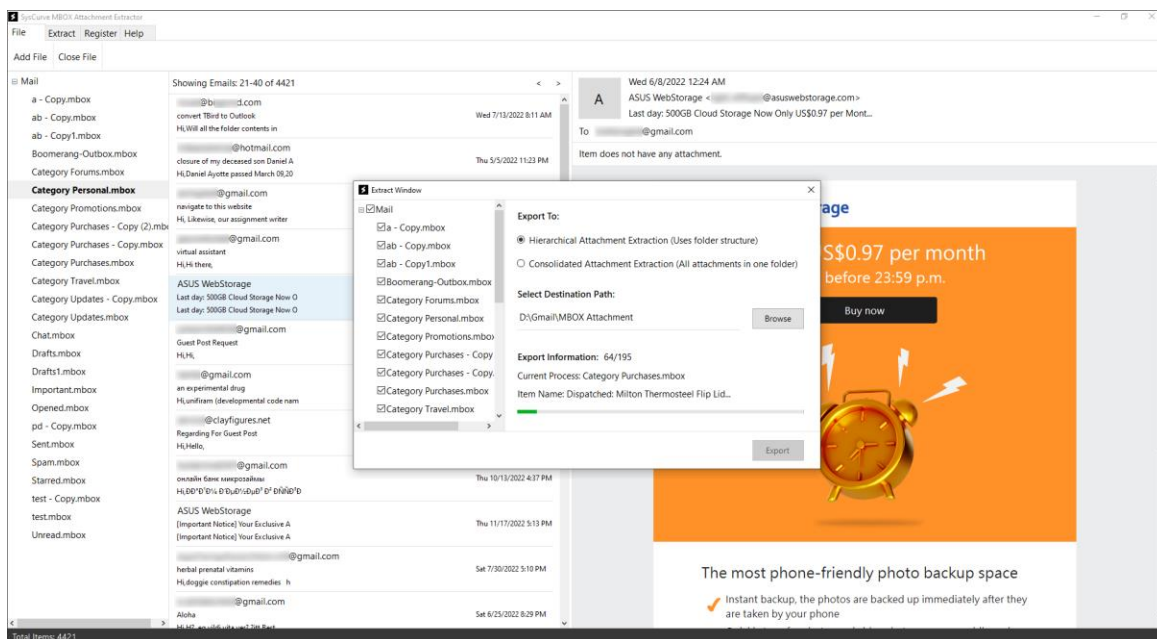 SysCurve MBOX Attachment Extractor
File Extract Register Help
Add File Close File
Mail
a - Copy.mbox
ab - Copy.mbox
ab - Copy1.mbox
Boomerang-Outbox.mbox
Category Forums.mbox
Category Personal.mbox
Category Promotions.mbox
Category Purchases - Copy (2).mb
Category Purchases - Copy.mbox
Category Purchases.mbox
Category Travel.mbox
Category Updates - Copy.mbox
Category Updates.mbox
Chat.mbox
Drafts.mbox
Drafts1.mbox
Important.mbox
Opened.mbox
pd - Copy.mbox
Sent.mbox
Spam.mbox
Starred.mbox
test - Copy.mbox
test.mbox
Unread.mbox
Total Items: 4421
Showing Emails: 21-40 of 4421 < >
convert TBird to Outlook Wed 7/13/2022 8:11 AM
Hi,Will all the folder contents in
@hotmail.com
closure of my deceased son Daniel A Thu 5/5/2022 11:23 PM
Hi,Daniel Ayotte passed March 09,20
@gmail.com
navigate to this website
Hi, Likewise, our assignment writer
@gmail.com
virtual assistant
Hi,Hi there,
ASUS WebStorage
Last day: 500GB Cloud Storage Now O
Last day: 500GB Cloud Storage Now O
@gmail.com
Guest Post Request
Hi,Hi,
@gmail.com
an experimental drug
Hi,unifiram (developmental code nam
@clayfigures.net
Regarding For Guest Post
Hi,Hello,
@gmail.com
онлайн банк микрозаймы Thu 10/13/2022 4:37 PM
ASUS WebStorage
[Important Notice] Your Exclusive A Thu 11/17/2022 5:13 PM
[Important Notice] Your Exclusive A
@gmail.com
herbal prenatal vitamins Sat 7/30/2022 5:10 PM
Hi,doggie constipation remedies h
@gmail.com
Aloha Sat 6/25/2022 8:29 PM
A
Wed 6/8/2022 12:24 AM
ASUS WebStorage < @asuswebstorage.com>
Last day: 500GB Cloud Storage Now Only US$0.97 per Mont...
To @gmail.com
Item does not have any attachment.
rage
S$0.97 per month
before 23:59 p.m.
Buy now
The most phone-friendly photo backup space
Instant backup, the photos are backed up immediately after they
are taken by your phone
Extract Window
Mail
a - Copy.mbox
ab - Copy.mbox
ab - Copy1.mbox
Boomerang-Outbox.mbox
Category Forums.mbox
Category Personal.mbox
Category Promotions.mbo
Category Purchases - Copy
Category Purchases - Copy.
Category Purchases.mbox
Category Travel.mbox
Export To:
Hierarchical Attachment Extraction (Uses folder structure)
Consolidated Attachment Extraction (All attachments in one folder)
Select Destination Path:
D:\Gmail\MBOX Attachment Browse
Export Information: 64/195
Current Process: Category Purchases.mbox
Item Name: Dispatched: Milton Thermosteel Flip Lid...
Export